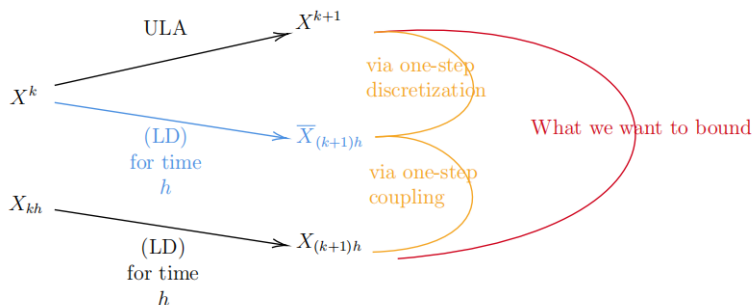 ULA
X^{k+1}
X^k
via one-step
discretization
(LD)
for time
h
\overline{X}_{(k+1)h}
What we want to bound
via one-step
coupling
X_{kh}
X_{(k+1)h}
(LD)
for time
h